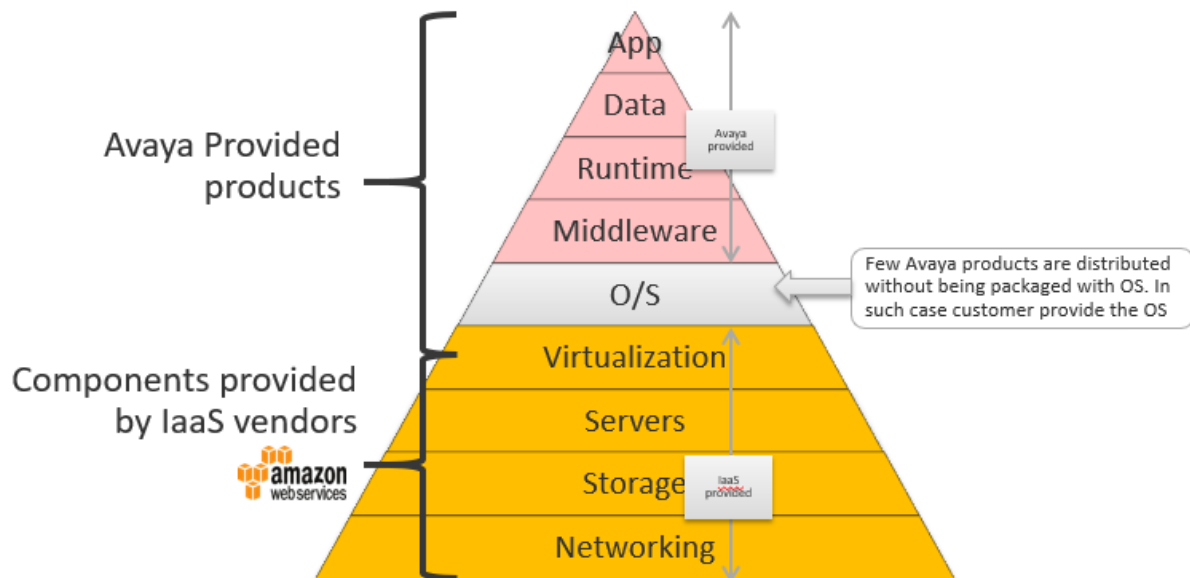 App
Data
Avaya
provided
Runtime
Middleware
Avaya Provided
products
O/S
Few Avaya products are distributed
without being packaged with OS. In
such case customer provide the OS
Virtualization
Components provided
by IaaS vendors
amazon
webservices
Servers
Storage
IaaS
provided
Networking